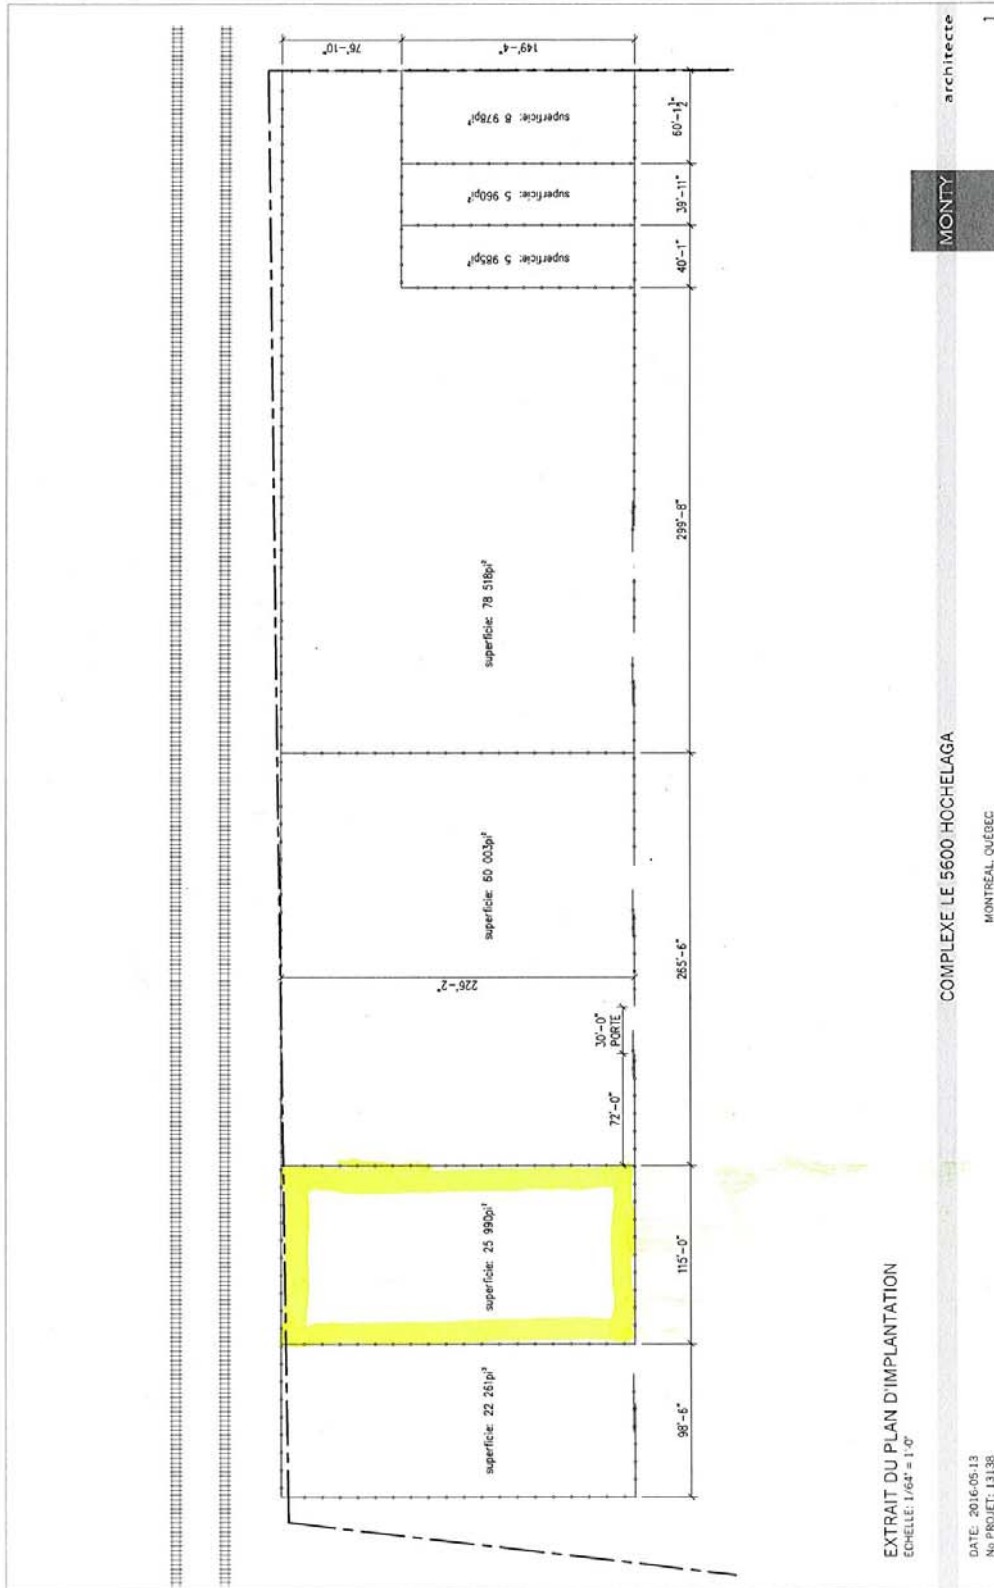 76'-10"
149'-4"
superficie: 8 978pi²
superficie: 5 960pi²
superficie: 5 985pi²
60'-1½"
39'-11"
40'-1"
superficie: 78 518pi²
299'-8"
superficie: 60 003pi²
226'-2"
265'-6"
30'-0"
PORTE
72'-0"
superficie: 25 990pi²
115'-0"
superficie: 22 261pi²
98'-6"
EXTRAIT DU PLAN D'IMPLANTATION
ECHELLE: 1/64" = 1'-0"
COMPLEXE LE 5600 HOCHELAGA
MONTY architecte
DATE: 2016-05-13
No PROJET: 13138
MONTRÉAL, QUÉBEC
1